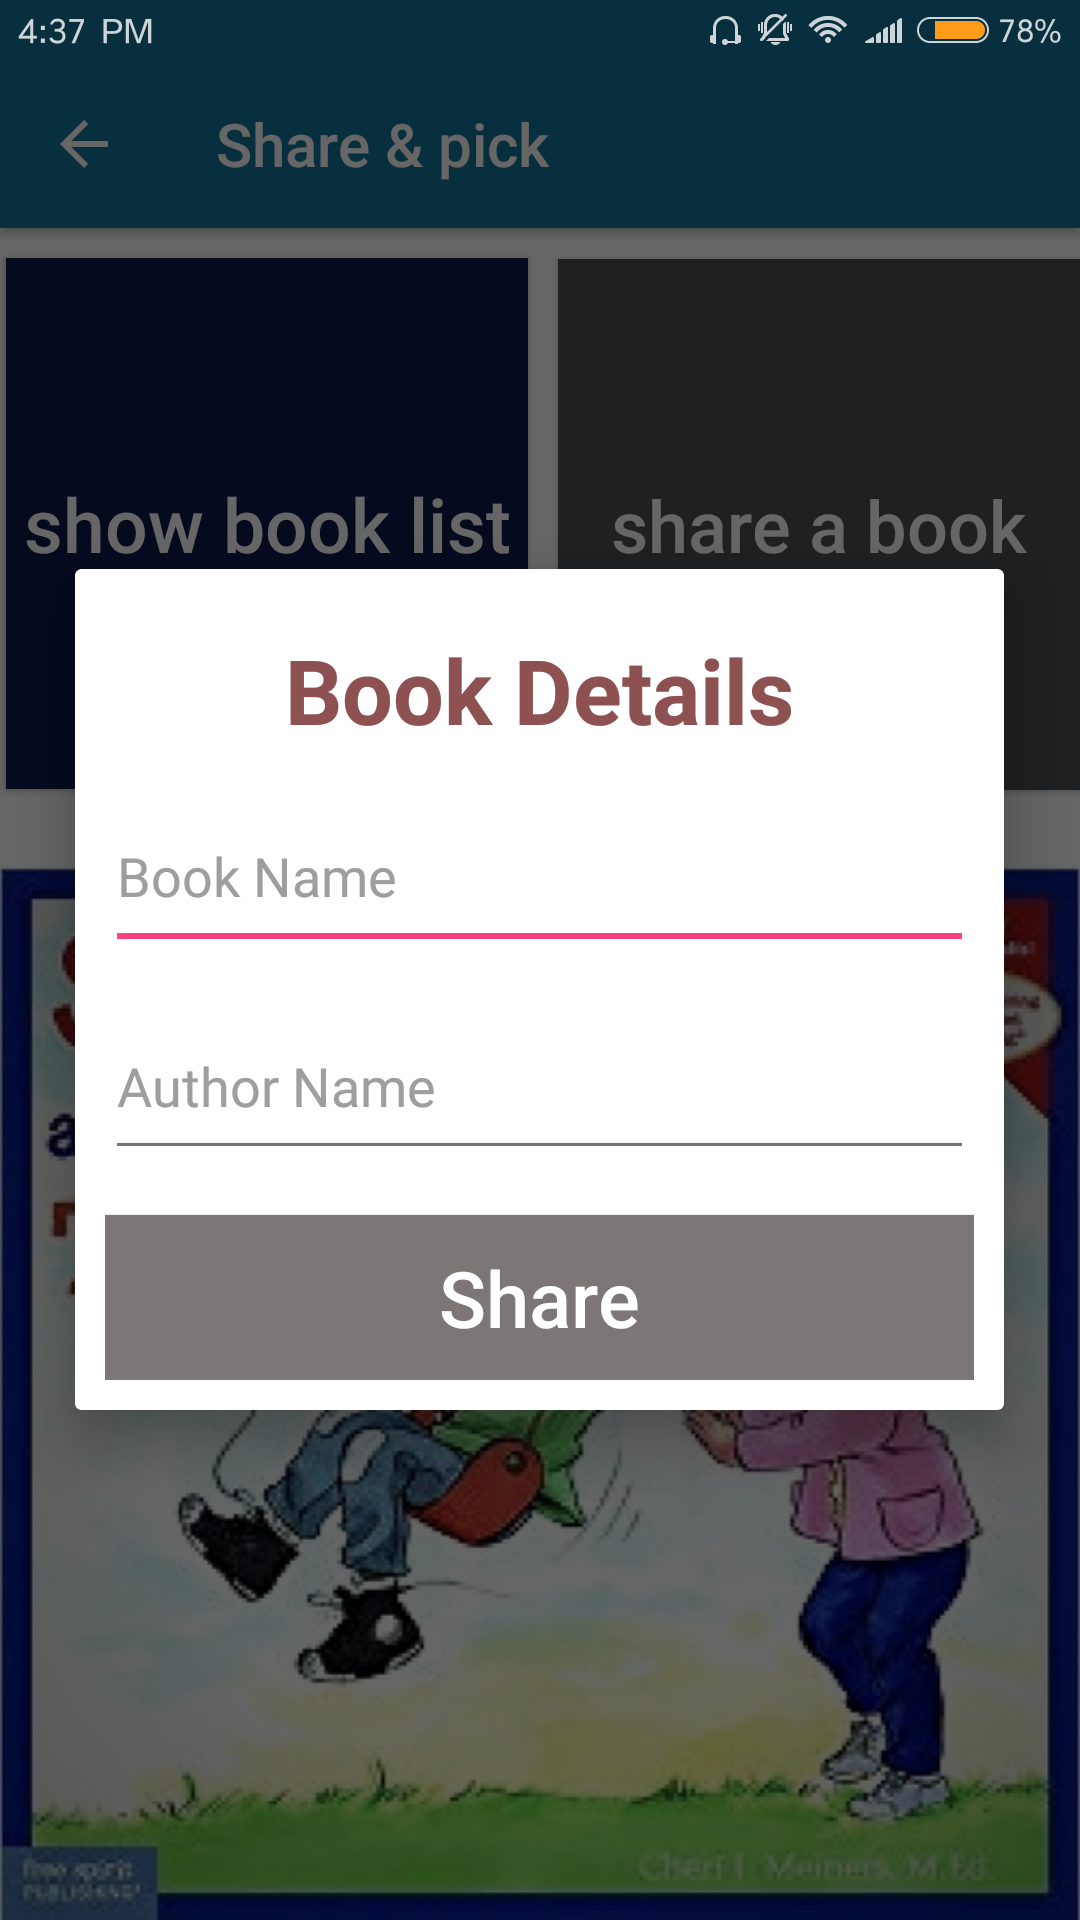 4:37 PM 78%
Share & pick
show book list
share a book
Book Details
Book Name
Author Name
Share
free spirit
PUBLISHING®
Cheri J. Meiners, M.Ed.